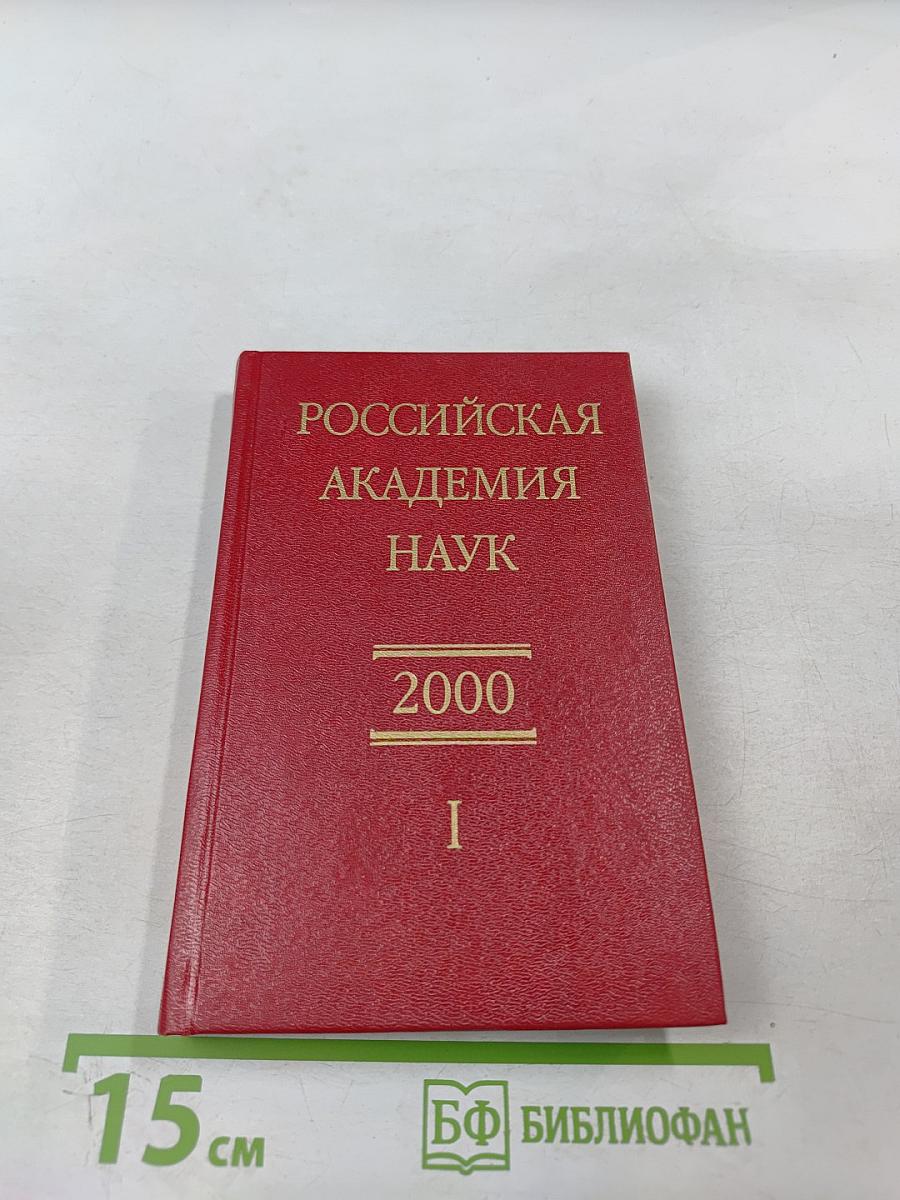 РОССИЙСКАЯ
АКАДЕМИЯ
НАУК
2000
I
15 см
БФ БИБЛИОФАН